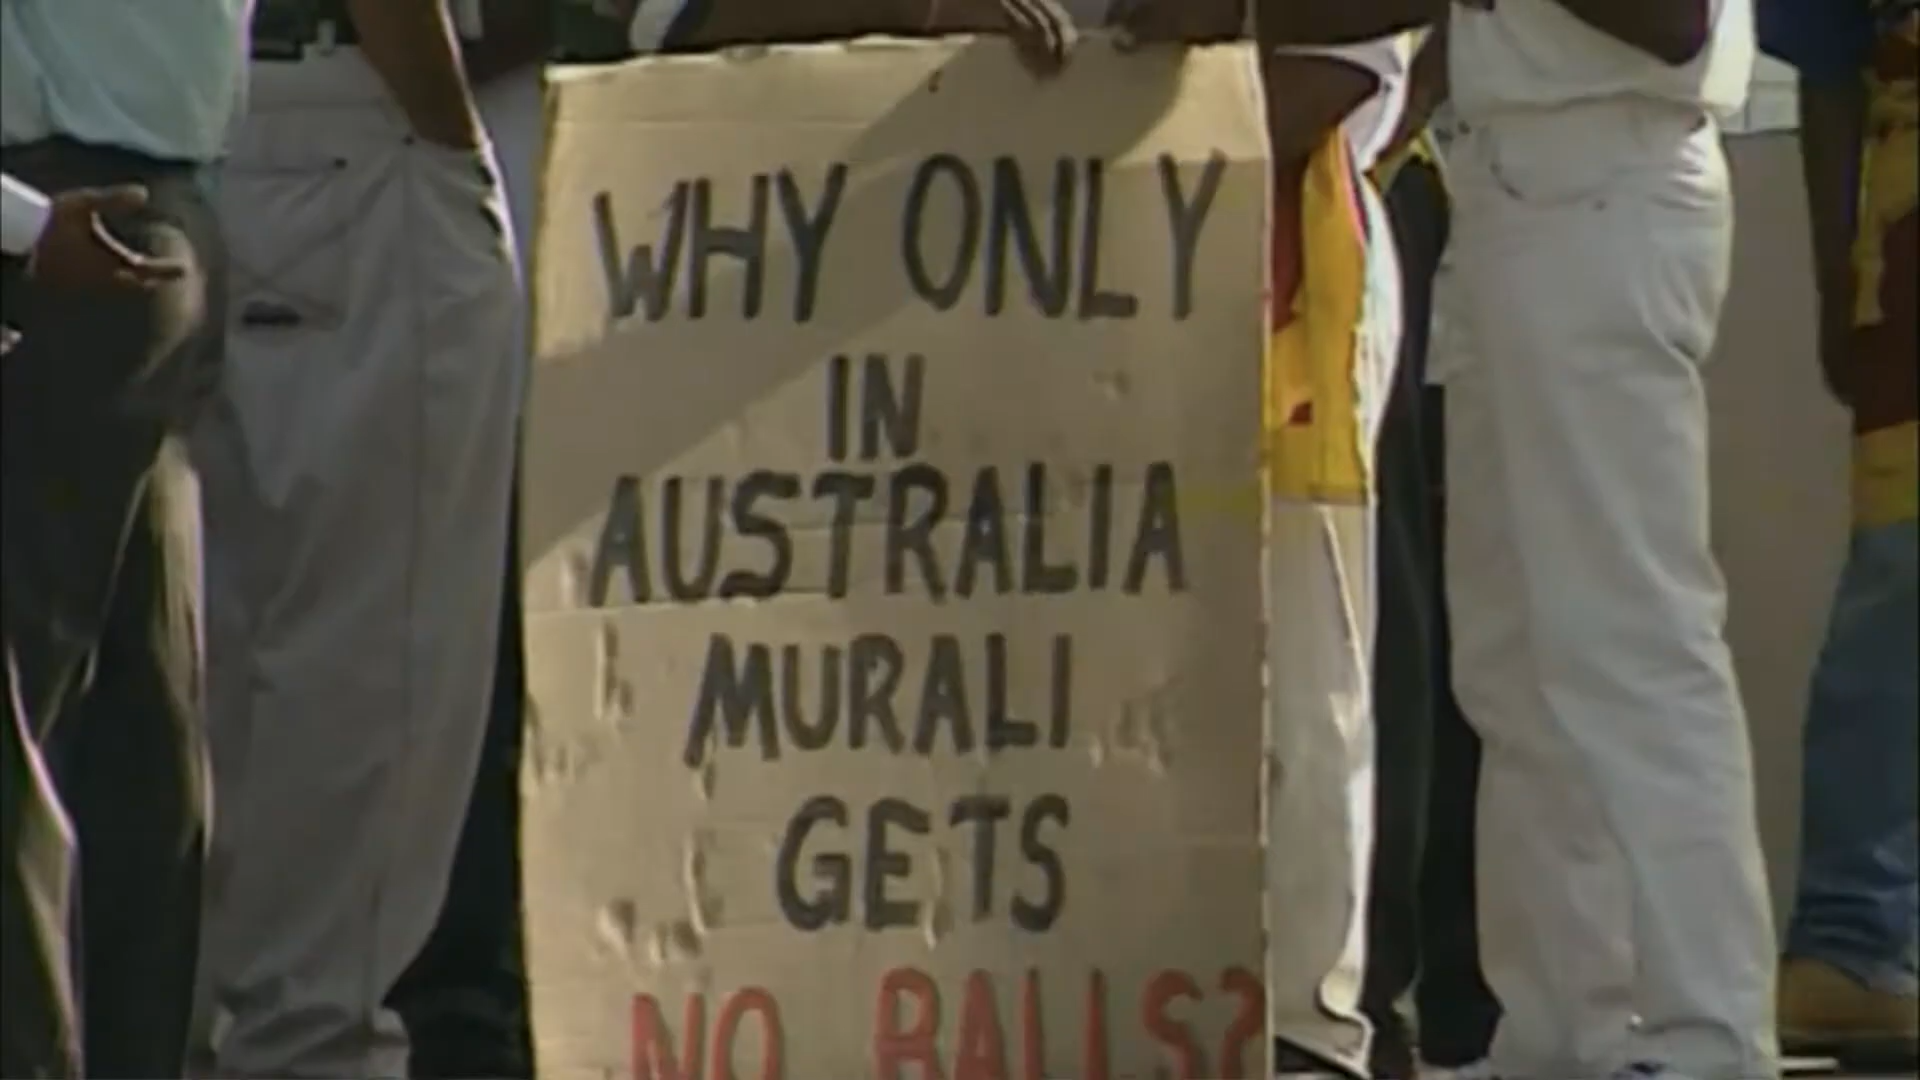 WHY ONLY
IN
AUSTRALIA
MURALI
GETS
NO BALLS?